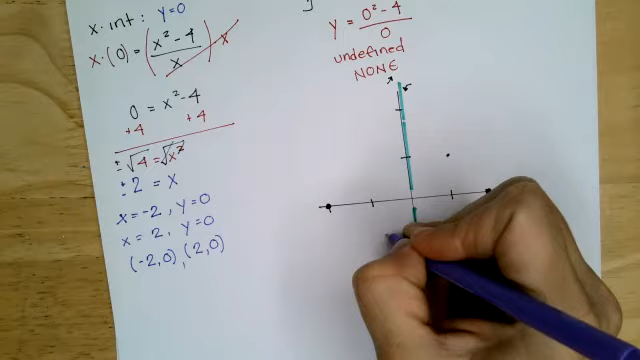 x-int: y=0
x·(0) = (x² - 4 / x) x
0 = x² - 4
+4 +4
± √4 = √x²
± 2 = x
x = -2, y = 0
x = 2, y = 0
(-2,0), (2,0)
y = 0² - 4 / 0
undefined
NONE